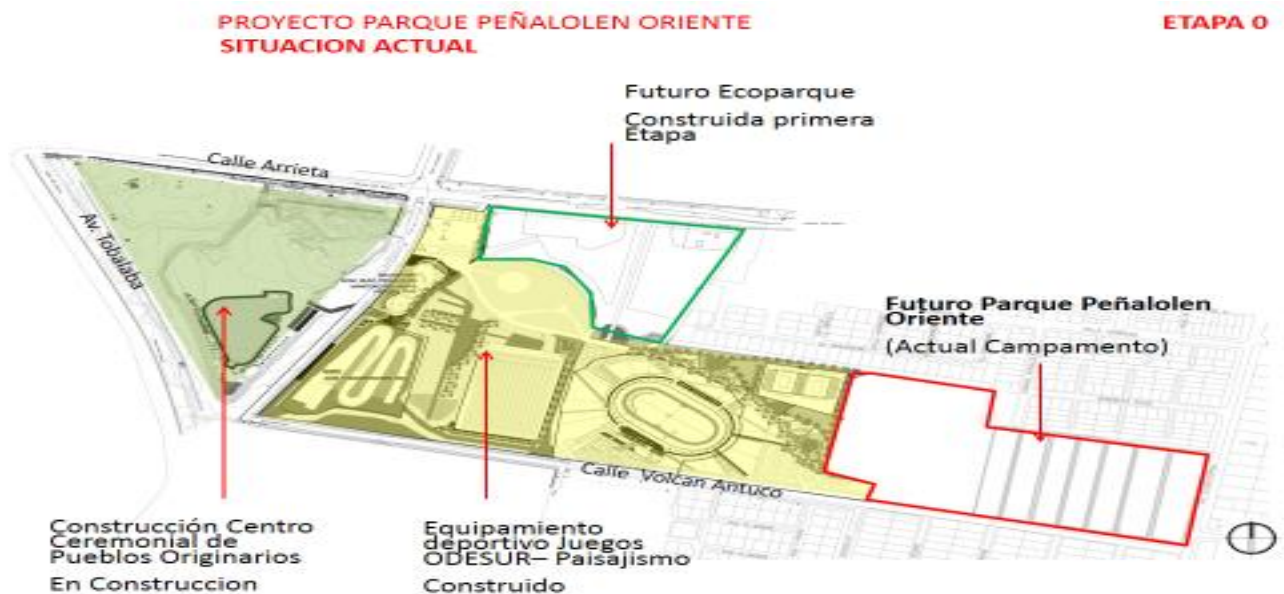 PROYECTO PARQUE PEÑALOLEN ORIENTE
SITUACION ACTUAL
ETAPA 0
Futuro Ecoparque
Construida primera
Etapa
Calle Arrieta
Av. Tobalaba
Futuro Parque Peñalolen
Oriente
(Actual Campamento)
Calle Volcan Antuco
Construcción Centro
Ceremonial de
Pueblos Originarios
En Construccion
Equipamiento
deportivo Juegos
ODESUR– Paisajismo
Construido